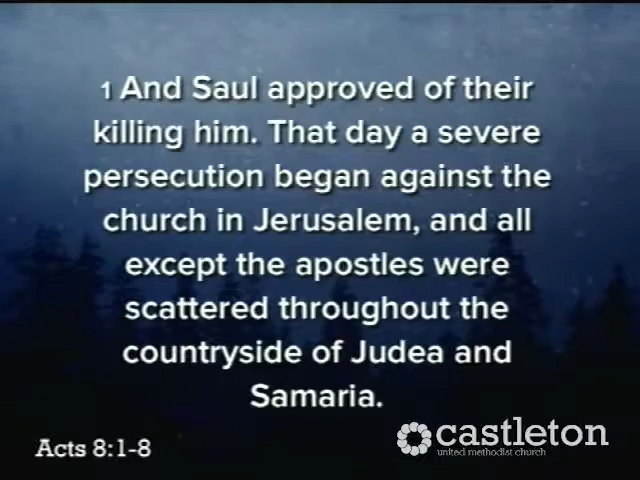 1 And Saul approved of their
killing him. That day a severe
persecution began against the
church in Jerusalem, and all
except the apostles were
scattered throughout the
countryside of Judea and
Samaria.
Acts 8:1-8
castleton
united methodist church